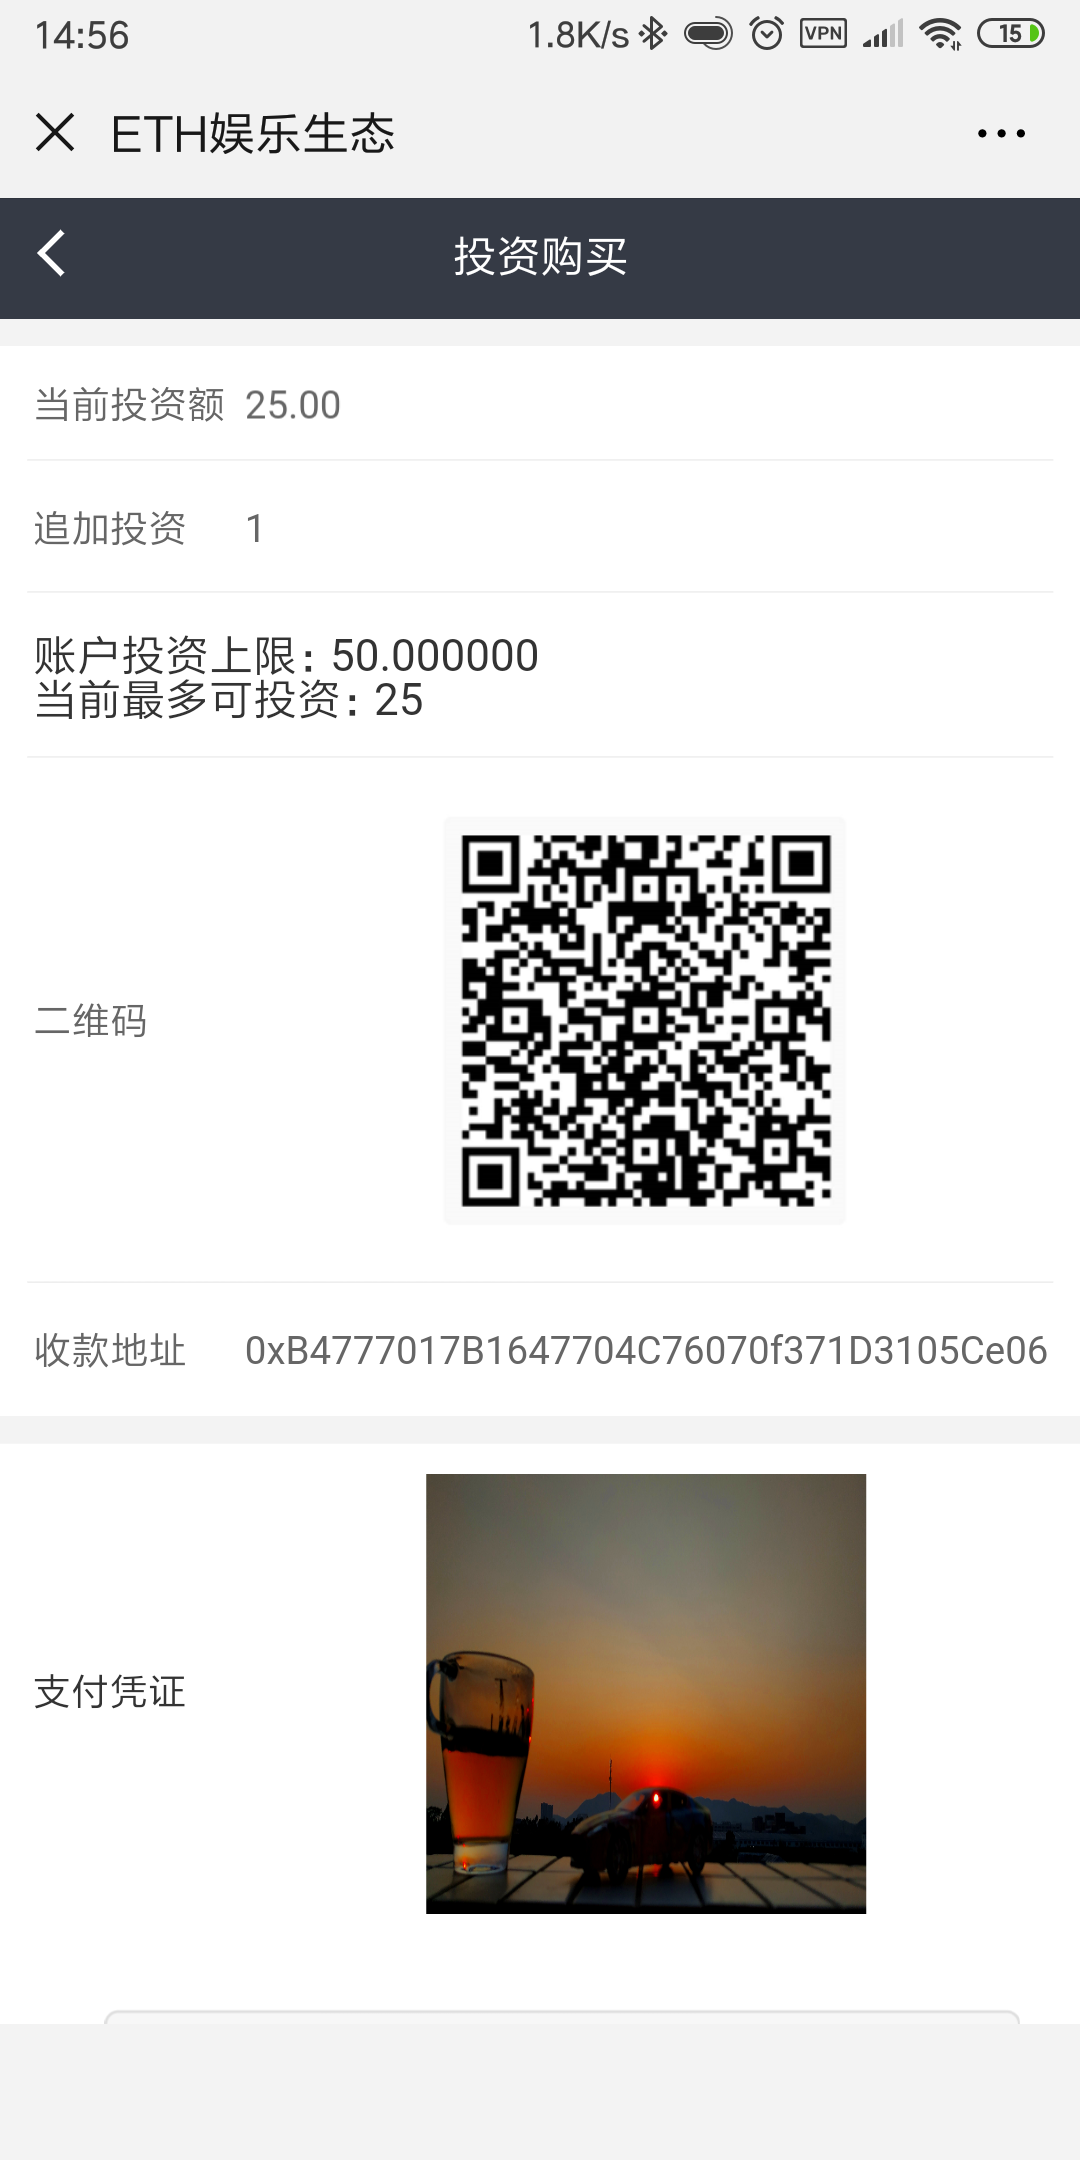 14:56 1.8K/s VPN 15
ETH娱乐生态
投资购买
当前投资额 25.00
追加投资 1
账户投资上限: 50.000000
当前最多可投资: 25
二维码
收款地址 0xB4777017B1647704C76070f371D3105Ce06
支付凭证